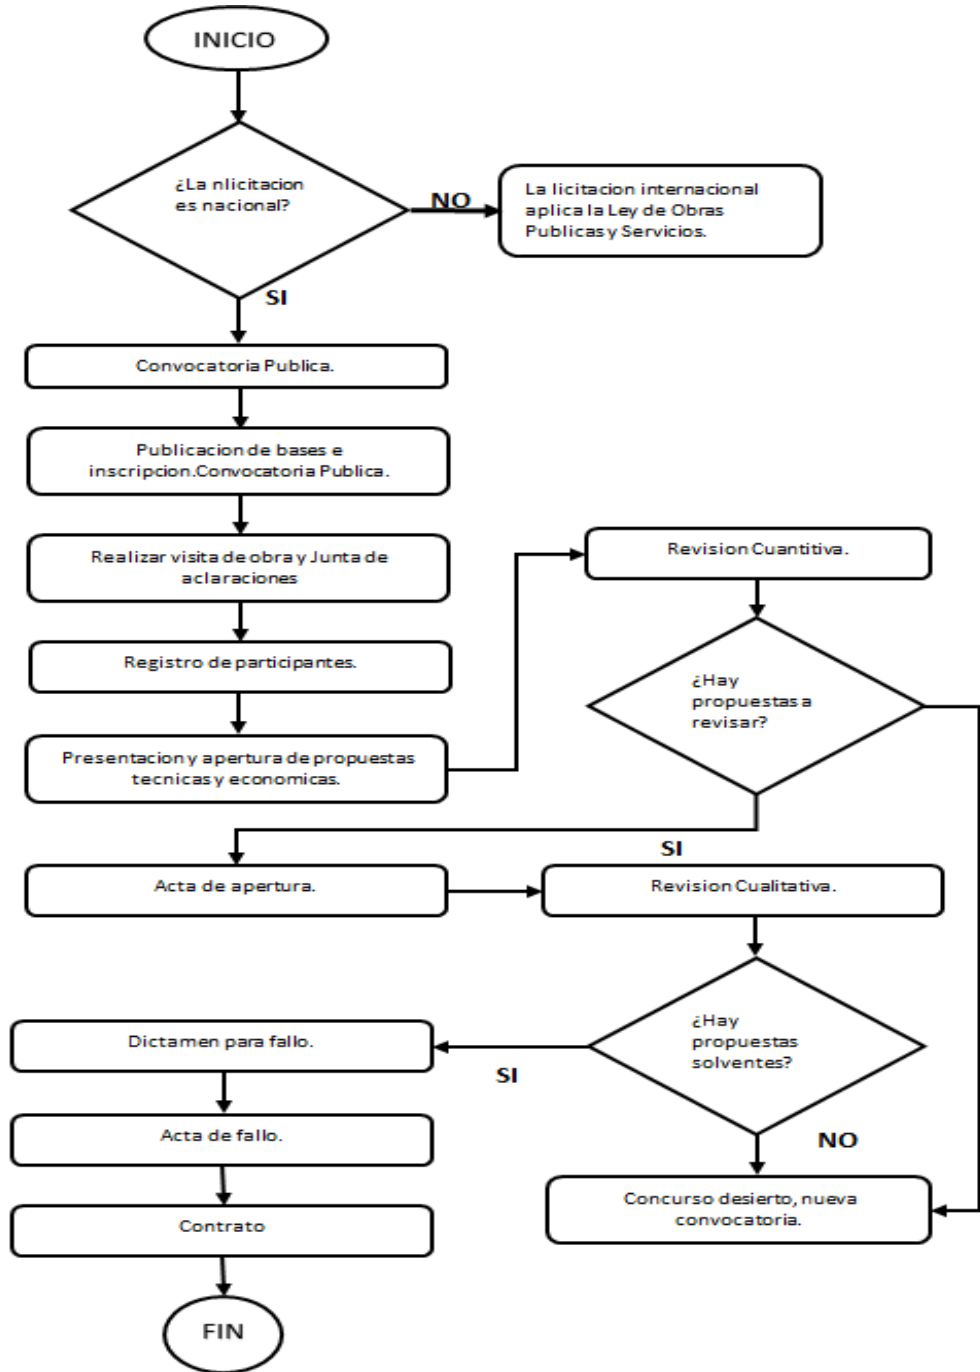 INICIO
¿La nlicitacion
es nacional?
NO
La licitacion internacional
aplica la Ley de Obras
Publicas y Servicios.
SI
Convocatoria Publica.
Publicacion de bases e
inscripcion.Convocatoria Publica.
Realizar visita de obra y Junta de
aclaraciones
Registro de participantes.
Presentacion y apertura de propuestas
tecnicas y economicas.
Revision Cuantitiva.
¿Hay
propuestas a
revisar?
SI
Acta de apertura.
Revision Cualitativa.
¿Hay
propuestas
solventes?
SI
NO
Dictamen para fallo.
Acta de fallo.
Contrato
Concurso desierto, nueva
convocatoria.
FIN